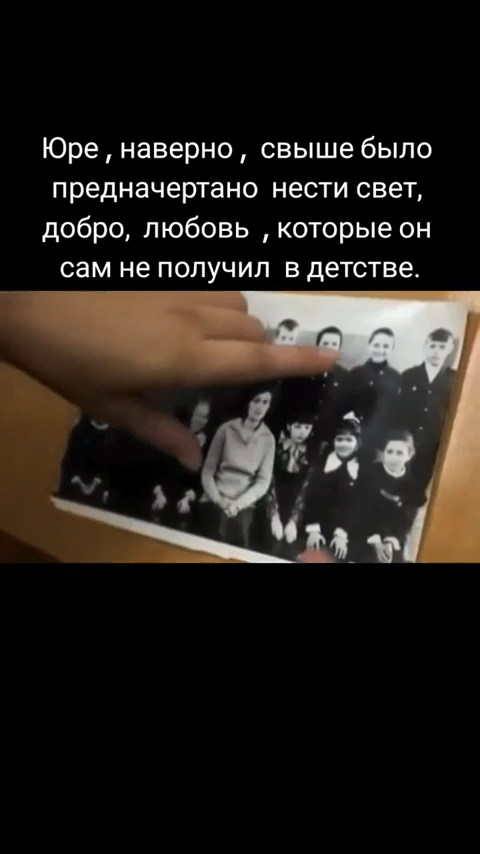 Юре , наверно , свыше было
предначертано нести свет,
добро, любовь , которые он
сам не получил в детстве.